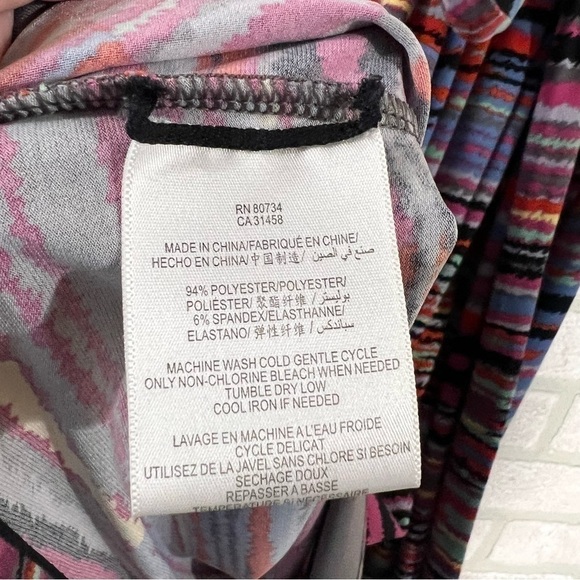 RN 80734
CA 31458
MADE IN CHINA/FABRIQUÉ EN CHINE/
HECHO EN CHINA/中国制造/ صنع في الصين
94% POLYESTER/POLYESTER/
POLIÉSTER/ 聚酯纤维 /بوليستر
6% SPANDEX/ELASTHANNE/
ELASTANO/ 弹性纤维 /سباندكس
MACHINE WASH COLD GENTLE CYCLE
ONLY NON-CHLORINE BLEACH WHEN NEEDED
TUMBLE DRY LOW
COOL IRON IF NEEDED
LAVAGE EN MACHINE A L'EAU FROIDE
CYCLE DELICAT
UTILISEZ DE LA JAVEL SANS CHLORE SI BESOIN
SECHAGE DOUX
REPASSER A BASSE
TEMPERATURE SI NECESSAIRE